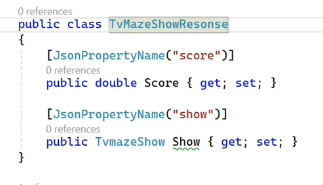 0 references
public class TvMazeShowResonse
{
[JsonPropertyName("score")]
0 references
public double Score { get; set; }
[JsonPropertyName("show")]
0 references
public TvmazeShow Show { get; set; }
}